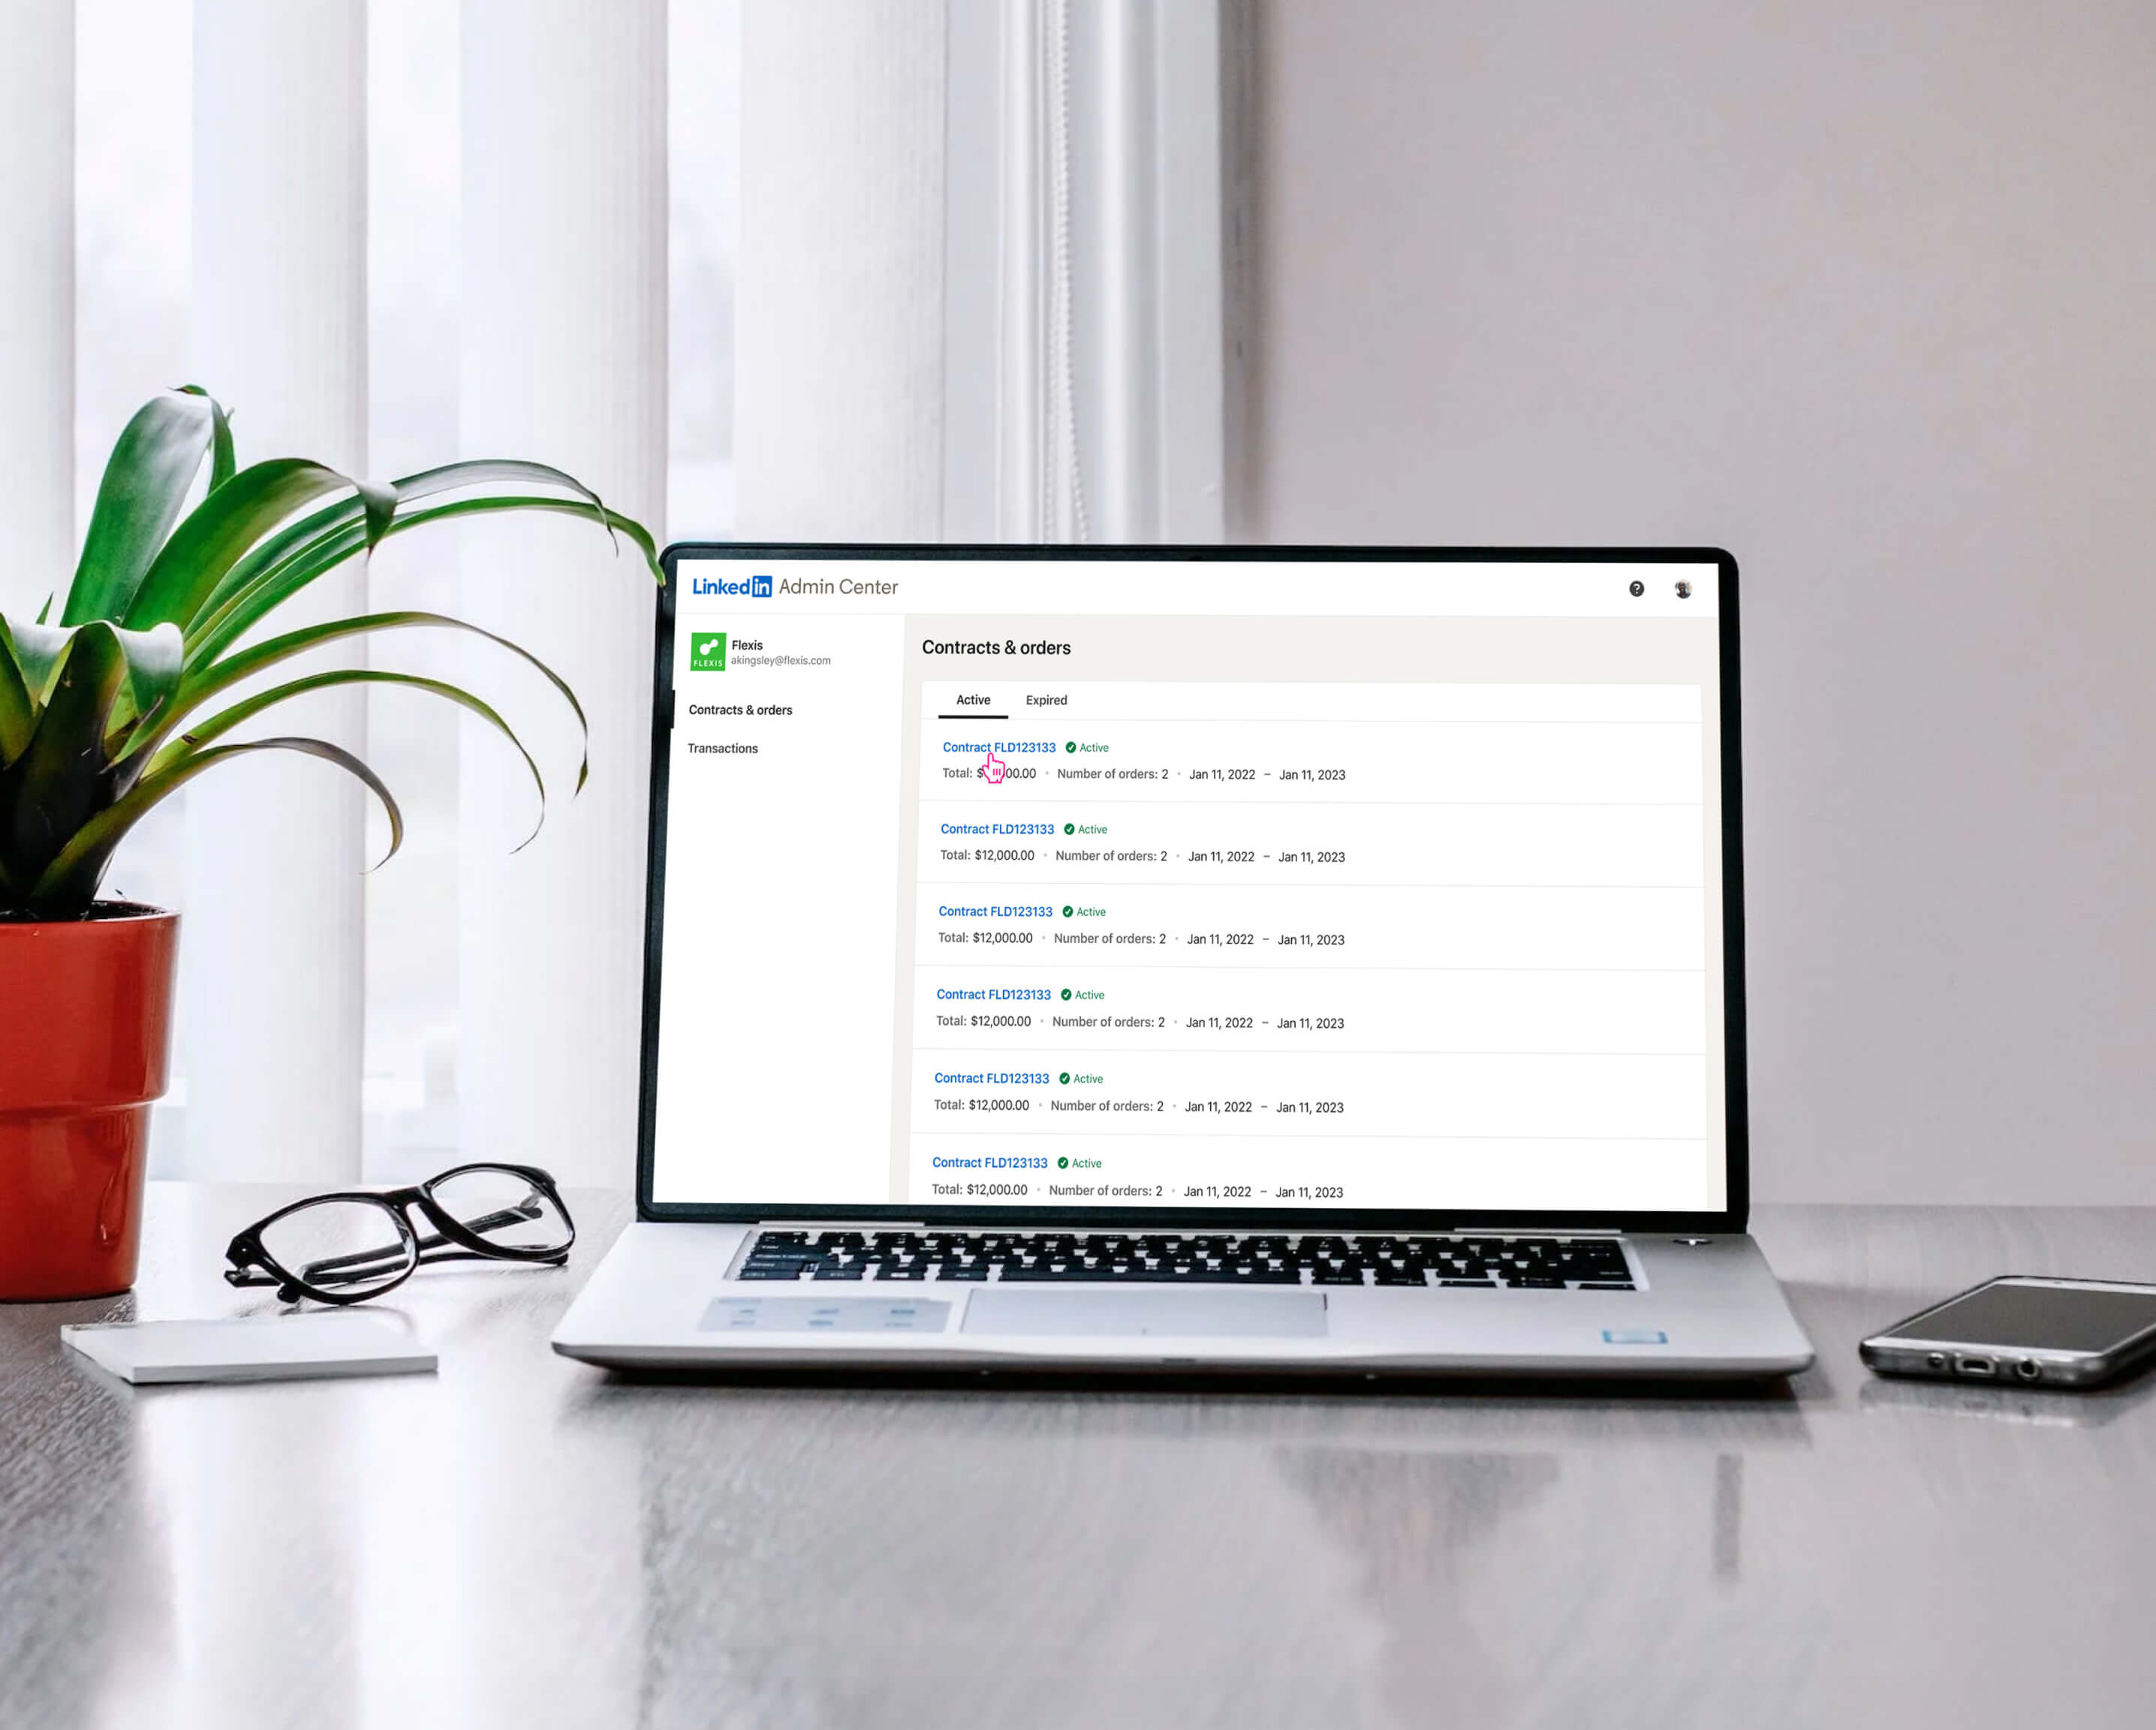 LinkedIn Admin Center
FLEXIS
Flexis
akingsley@flexis.com
Contracts & orders
Transactions
Contracts & orders
Active Expired
Contract FLD123133 Active
Total: 00.00 • Number of orders: 2 • Jan 11, 2022 – Jan 11, 2023
Contract FLD123133 Active
Total: $12,000.00 • Number of orders: 2 • Jan 11, 2022 – Jan 11, 2023
Contract FLD123133 Active
Total: $12,000.00 • Number of orders: 2 • Jan 11, 2022 – Jan 11, 2023
Contract FLD123133 Active
Total: $12,000.00 • Number of orders: 2 • Jan 11, 2022 – Jan 11, 2023
Contract FLD123133 Active
Total: $12,000.00 • Number of orders: 2 • Jan 11, 2022 – Jan 11, 2023
Contract FLD123133 Active
Total: $12,000.00 • Number of orders: 2 • Jan 11, 2022 – Jan 11, 2023